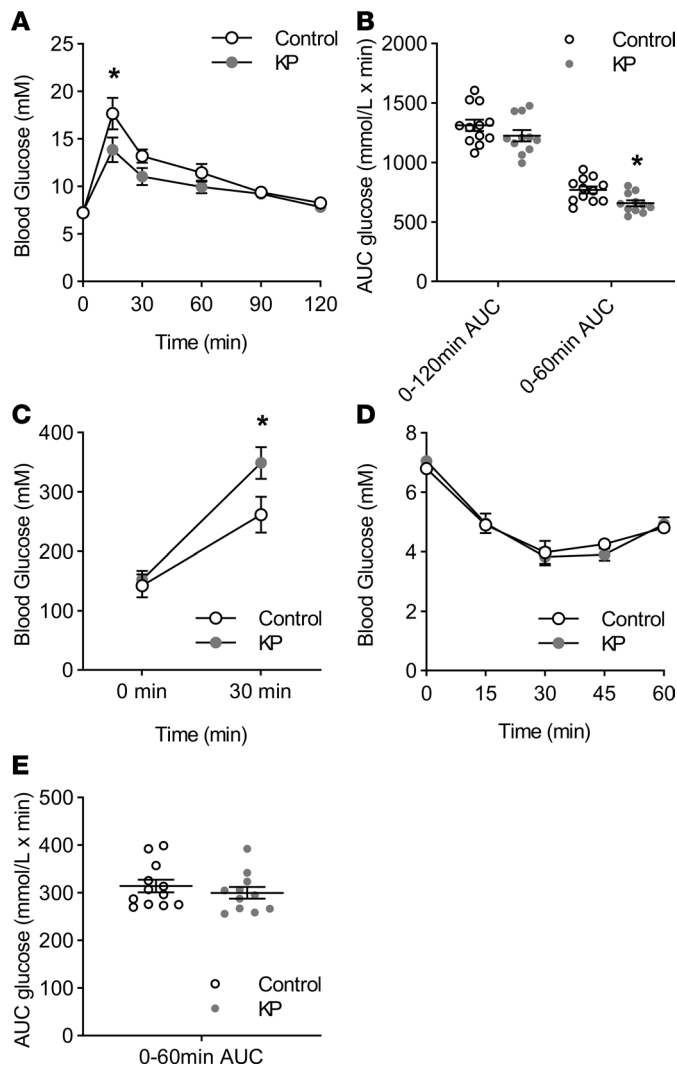 A
Blood Glucose (mM)
25
20
15
10
5
0
Control
KP
*
0 30 60 90 120
Time (min)
B
AUC glucose (mmol/L x min)
2000
1500
1000
500
0
Control
KP
*
0-120min AUC
0-60min AUC
C
Blood Glucose (mM)
400
300
200
100
0
*
Control
KP
0 min 30 min
Time (min)
D
Blood Glucose (mM)
8
6
4
2
0
Control
KP
0 15 30 45 60
Time (min)
E
AUC glucose (mmol/L x min)
500
400
300
200
100
0
Control
KP
0-60min AUC